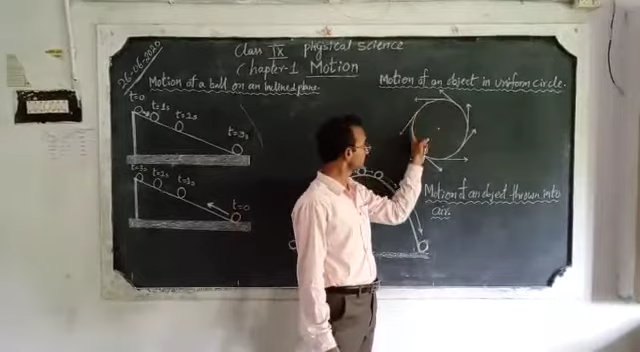 26-06-2020
Class IX Physical Science
Chapter-1 Motion
Motion of a ball on an inclined plane.
t=0
t=1s
t=2s
t=3s
t=3s
t=2s
t=1s
t=0
Motion of an object in uniform circle.
Motion of an object thrown into
air.